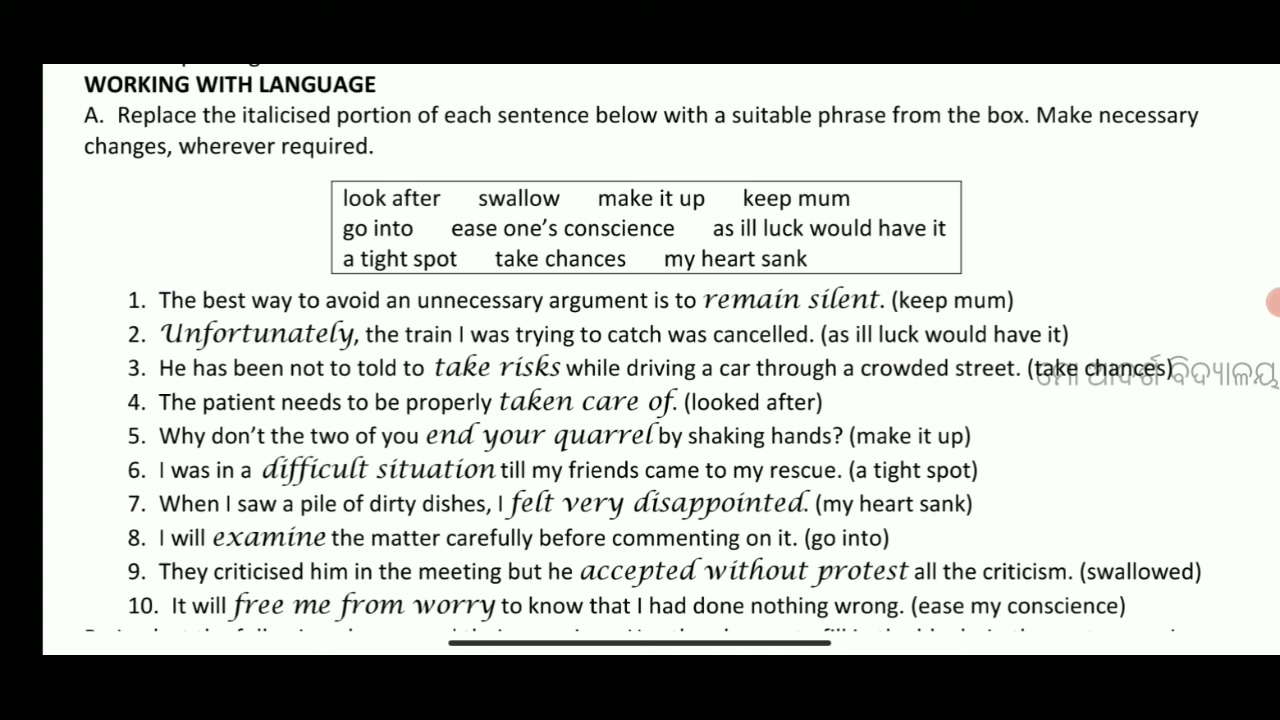 WORKING WITH LANGUAGE
A. Replace the italicised portion of each sentence below with a suitable phrase from the box. Make necessary
changes, wherever required.
look after swallow make it up keep mum
go into ease one's conscience as ill luck would have it
a tight spot take chances my heart sank
1. The best way to avoid an unnecessary argument is to remain silent. (keep mum)
2. Unfortunately, the train I was trying to catch was cancelled. (as ill luck would have it)
3. He has been not to told to take risks while driving a car through a crowded street. (take chances)
ମୋ ଆଦର୍ଶ ବିଦ୍ୟାଳୟ
4. The patient needs to be properly taken care of. (looked after)
5. Why don't the two of you end your quarrel by shaking hands? (make it up)
6. I was in a difficult situation till my friends came to my rescue. (a tight spot)
7. When I saw a pile of dirty dishes, I felt very disappointed. (my heart sank)
8. I will examine the matter carefully before commenting on it. (go into)
9. They criticised him in the meeting but he accepted without protest all the criticism. (swallowed)
10. It will free me from worry to know that I had done nothing wrong. (ease my conscience)